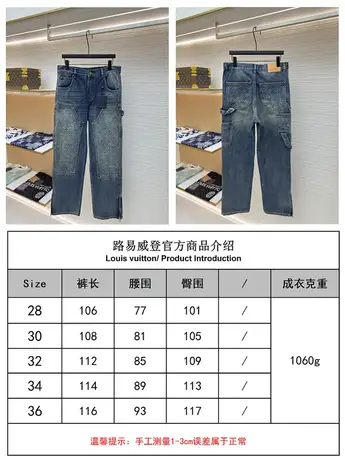 路易威登官方商品介绍
Louis vuitton/ Product Introduction
Size 裤长 腰围 臀围 / 成衣克重
28 106 77 101 /
30 108 81 105 /
32 112 85 109 / 1060g
34 114 89 113 /
36 116 93 117 /
温馨提示：手工测量1-3cm误差属于正常